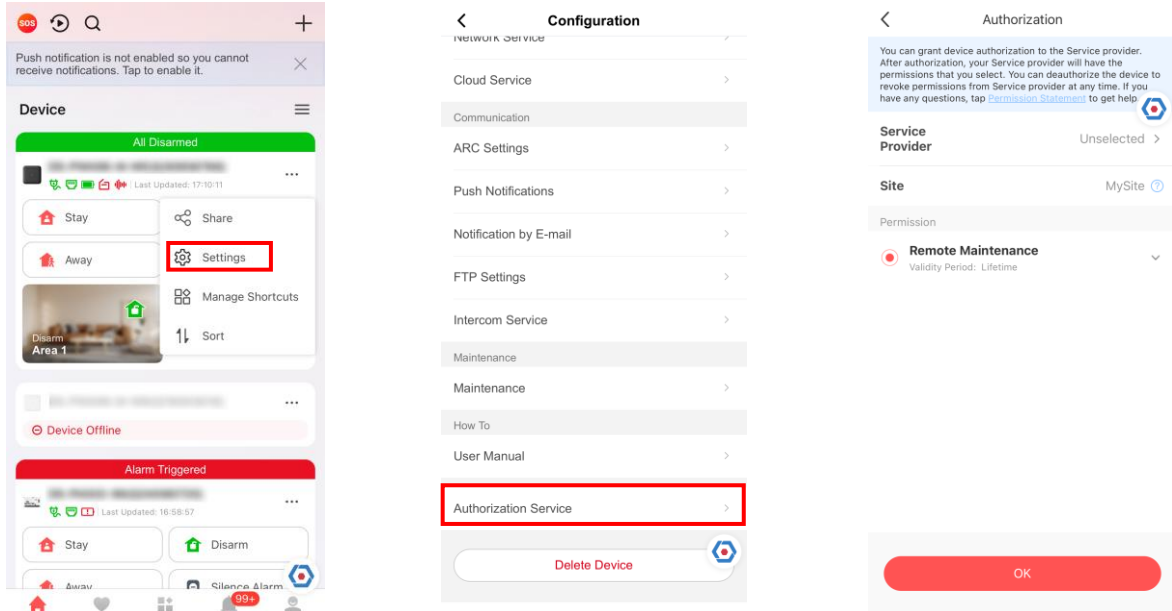 SOS
Push notification is not enabled so you cannot
receive notifications. Tap to enable it.
Device
All Disarmed
Last Updated: 17:10:11
Stay
Share
Away
Settings
Manage Shortcuts
Sort
Disarm
Area 1
Device Offline
Alarm Triggered
Last Updated: 16:58:57
Stay
Disarm
Away
Silence Alarm
99+
Configuration
Network Service
Cloud Service
Communication
ARC Settings
Push Notifications
Notification by E-mail
FTP Settings
Intercom Service
Maintenance
Maintenance
How To
User Manual
Authorization Service
Delete Device
Authorization
You can grant device authorization to the Service provider.
After authorization, your Service provider will have the
permissions that you select. You can deauthorize the device to
revoke permissions from Service provider at any time. If you
have any questions, tap Permission Statement to get help.
Service
Provider
Unselected
Site
MySite
Permission
Remote Maintenance
Validity Period: Lifetime
OK